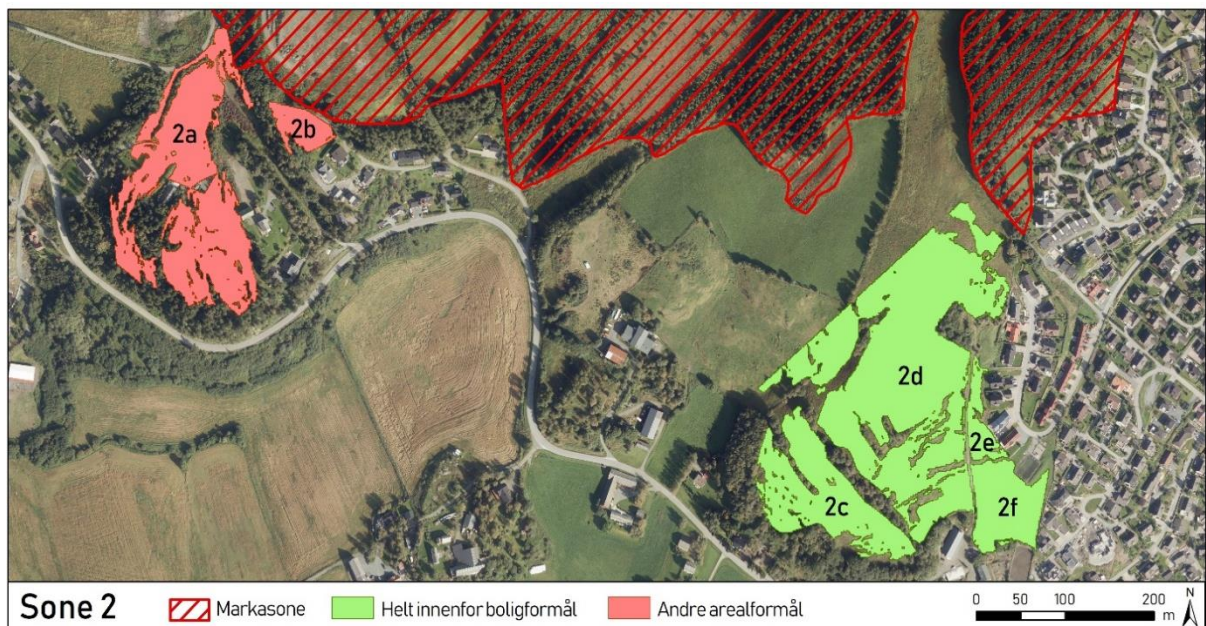 2a
2b
2d
2e
2c
2f
Sone 2
Markasone
Helt innenfor boligformål
Andre arealformål
0 50 100 200
m
N